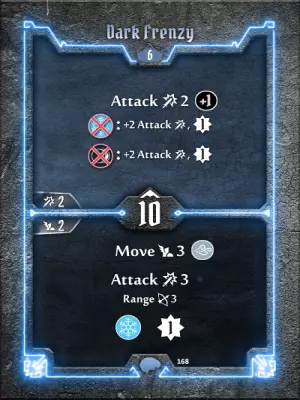 Dark Frenzy
6
Attack 2 +1
: +2 Attack , 1
: +2 Attack , 1
2
10
2
Move 3
Attack 3
Range 3
1
168